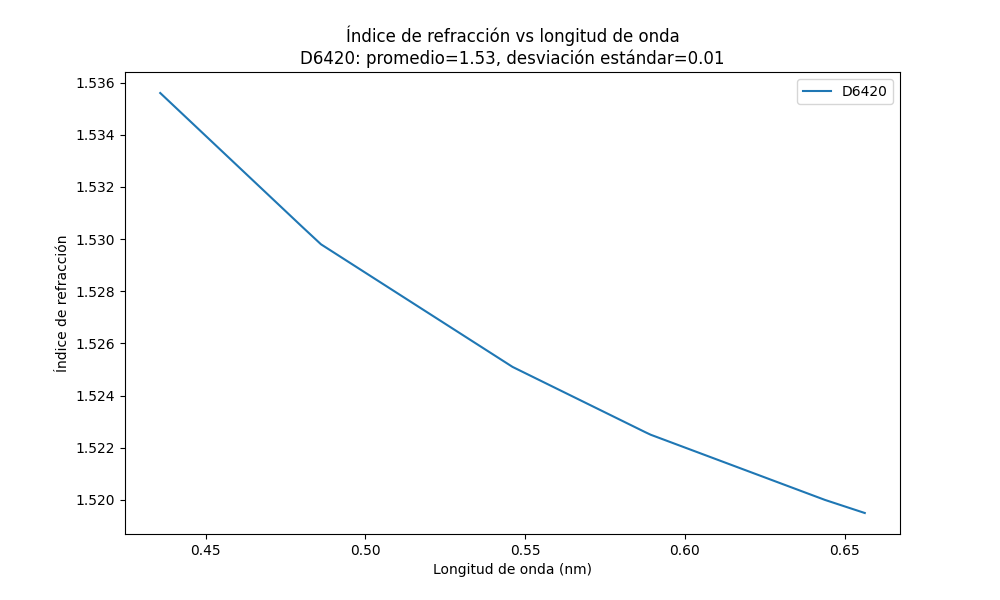 Índice de refracción vs longitud de onda
D6420: promedio=1.53, desviación estándar=0.01
D6420
1.536
1.534
1.532
1.530
1.528
1.526
1.524
1.522
1.520
Índice de refracción
0.45 0.50 0.55 0.60 0.65
Longitud de onda (nm)